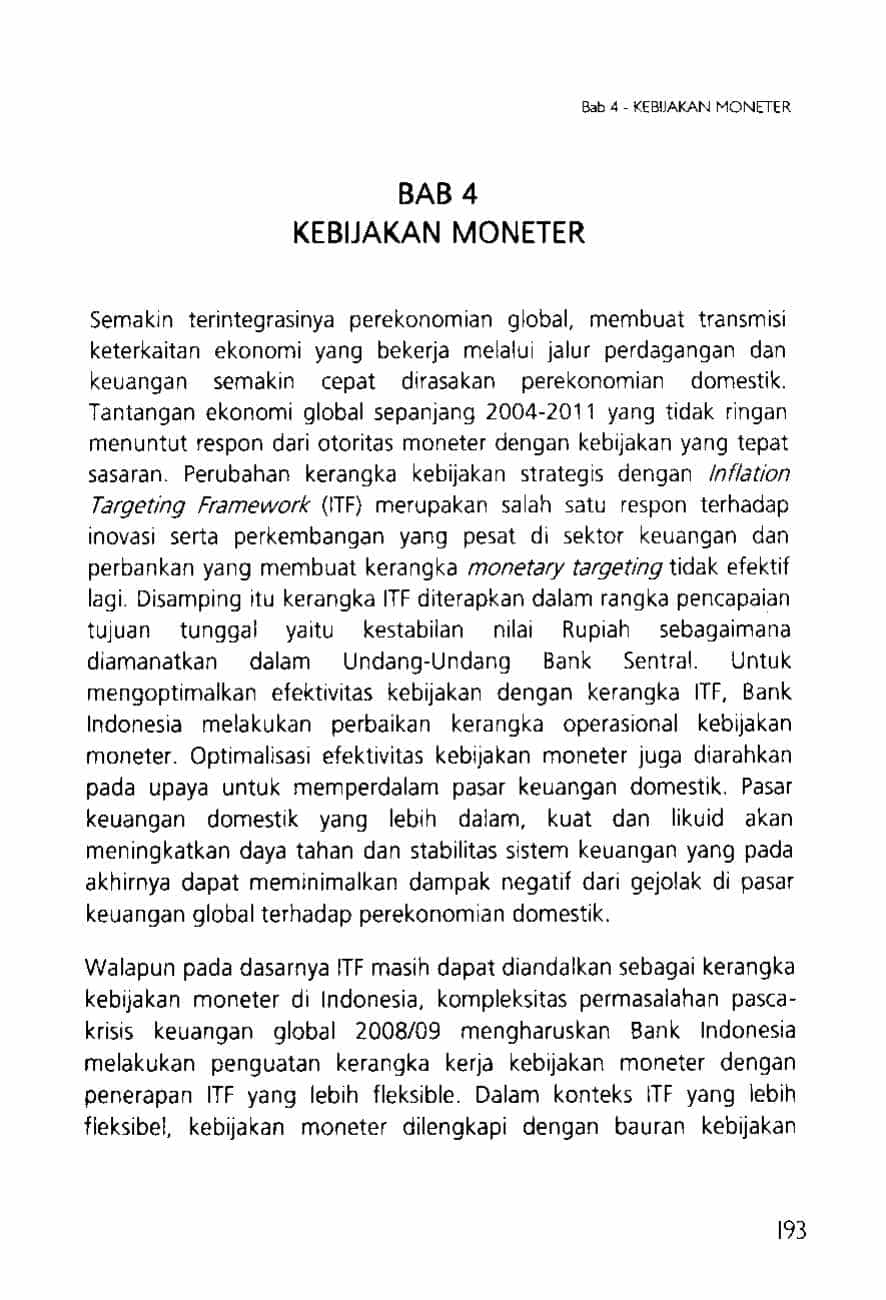 Bab 4 - KEBIJAKAN MONETER
BAB 4
KEBIJAKAN MONETER
Semakin terintegrasinya perekonomian global, membuat transmisi
keterkaitan ekonomi yang bekerja melalui jalur perdagangan dan
keuangan semakin cepat dirasakan perekonomian domestik.
Tantangan ekonomi global sepanjang 2004-2011 yang tidak ringan
menuntut respon dari otoritas moneter dengan kebijakan yang tepat
sasaran. Perubahan kerangka kebijakan strategis dengan Inflation
Targeting Framework (ITF) merupakan salah satu respon terhadap
inovasi serta perkembangan yang pesat di sektor keuangan dan
perbankan yang membuat kerangka monetary targeting tidak efektif
lagi. Disamping itu kerangka ITF diterapkan dalam rangka pencapaian
tujuan tunggal yaitu kestabilan nilai Rupiah sebagaimana
diamanatkan dalam Undang-Undang Bank Sentral. Untuk
mengoptimalkan efektivitas kebijakan dengan kerangka ITF, Bank
Indonesia melakukan perbaikan kerangka operasional kebijakan
moneter. Optimalisasi efektivitas kebijakan moneter juga diarahkan
pada upaya untuk memperdalam pasar keuangan domestik. Pasar
keuangan domestik yang lebih dalam, kuat dan likuid akan
meningkatkan daya tahan dan stabilitas sistem keuangan yang pada
akhirnya dapat meminimalkan dampak negatif dari gejolak di pasar
keuangan global terhadap perekonomian domestik.
Walapun pada dasarnya ITF masih dapat diandalkan sebagai kerangka
kebijakan moneter di Indonesia, kompleksitas permasalahan pasca-
krisis keuangan global 2008/09 mengharuskan Bank Indonesia
melakukan penguatan kerangka kerja kebijakan moneter dengan
penerapan ITF yang lebih fleksible. Dalam konteks ITF yang lebih
fleksibel, kebijakan moneter dilengkapi dengan bauran kebijakan
193